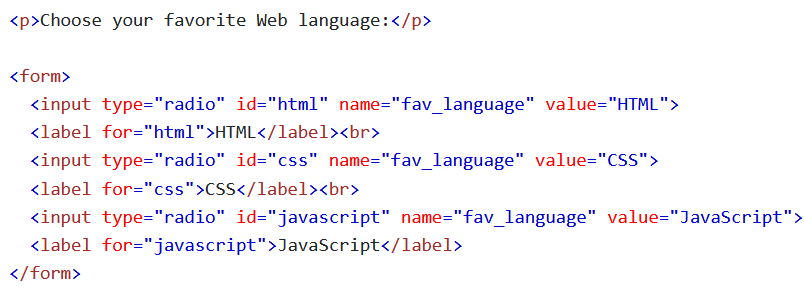 <p>Choose your favorite Web language:</p>
<form>
<input type="radio" id="html" name="fav_language" value="HTML">
<label for="html">HTML</label><br>
<input type="radio" id="css" name="fav_language" value="CSS">
<label for="css">CSS</label><br>
<input type="radio" id="javascript" name="fav_language" value="JavaScript">
<label for="javascript">JavaScript</label>
</form>